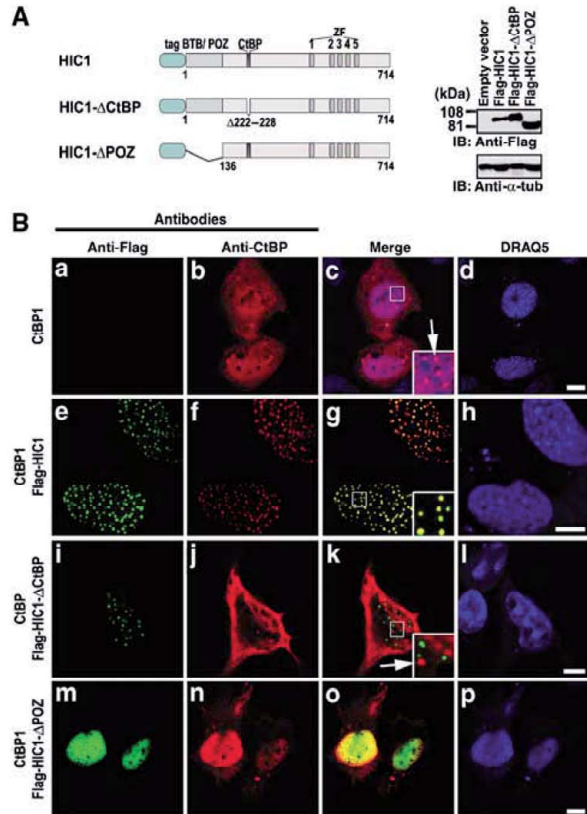 A
tag BTB/ POZ CtBP 1 ZF 2 3 4 5
HIC1
1 714
HIC1-ΔCtBP
1 Δ222–228 714
HIC1-ΔPOZ
136 714
Empty vector
Flag-HIC1
Flag-HIC1-ΔCtBP
Flag-HIC1-ΔPOZ
(kDa)
108
81
IB: Anti-Flag
IB: Anti-α-tub
B
Antibodies
Anti-Flag Anti-CtBP Merge DRAQ5
CtBP1
a b c d
CtBP1
Flag-HIC1
e f g h
CtBP
Flag-HIC1-ΔCtBP
i j k l
CtBP1
Flag-HIC1-ΔPOZ
m n o p